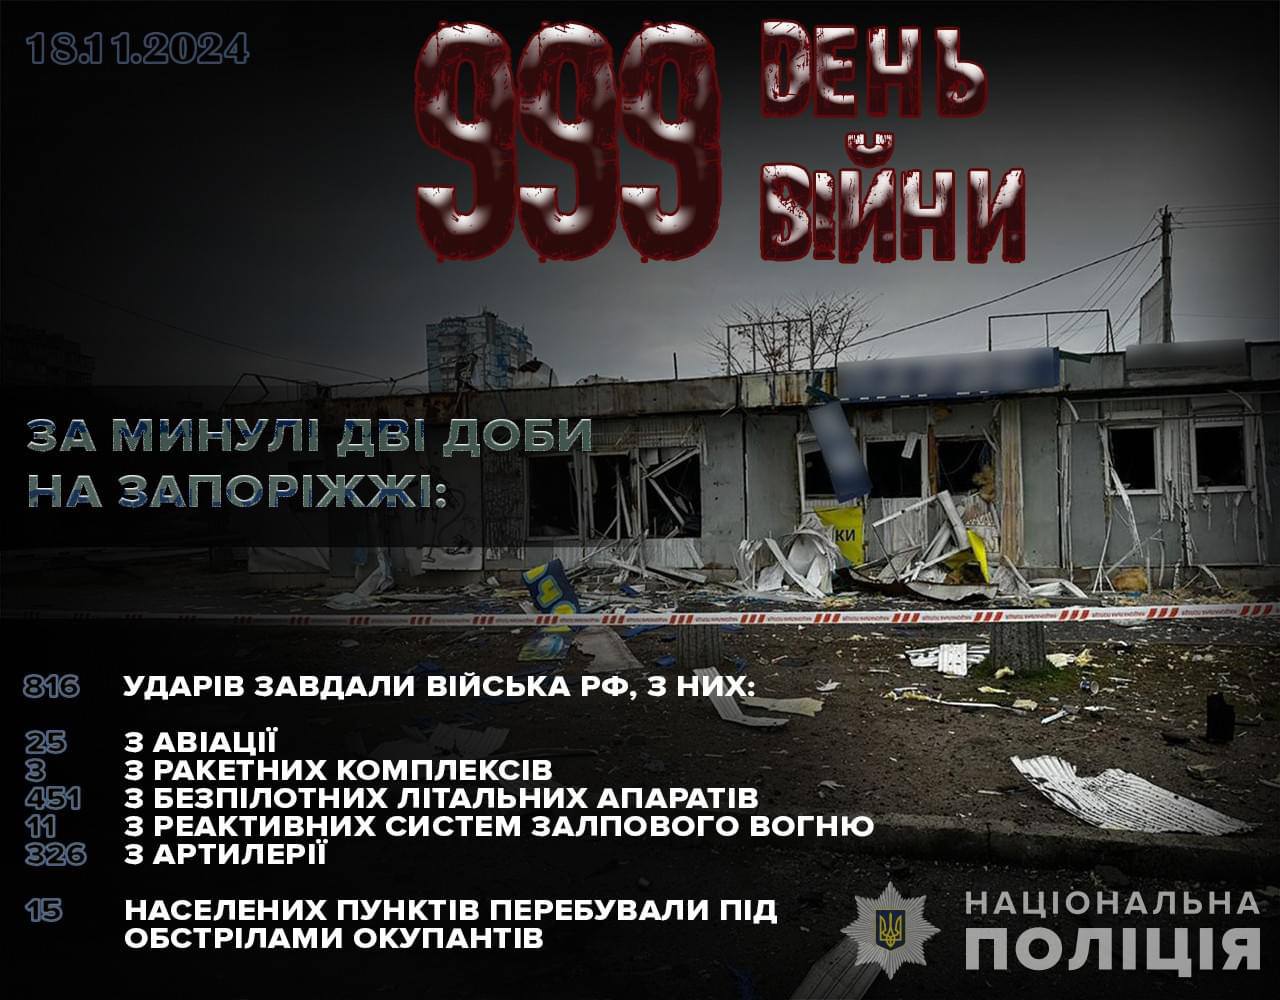 18.11.2024
999 ДЕНЬ
ВІЙНИ
ЗА МИНУЛІ ДВІ ДОБИ
НА ЗАПОРІЖЖІ:
КИ
816 УДАРІВ ЗАВДАЛИ ВІЙСЬКА РФ, З НИХ:
25 З АВІАЦІЇ
3 З РАКЕТНИХ КОМПЛЕКСІВ
451 З БЕЗПІЛОТНИХ ЛІТАЛЬНИХ АПАРАТІВ
11 З РЕАКТИВНИХ СИСТЕМ ЗАЛПОВОГО ВОГНЮ
326 З АРТИЛЕРІЇ
15 НАСЕЛЕНИХ ПУНКТІВ ПЕРЕБУВАЛИ ПІД
ОБСТРІЛАМИ ОКУПАНТІВ
НАЦІОНАЛЬНА
ПОЛІЦІЯ